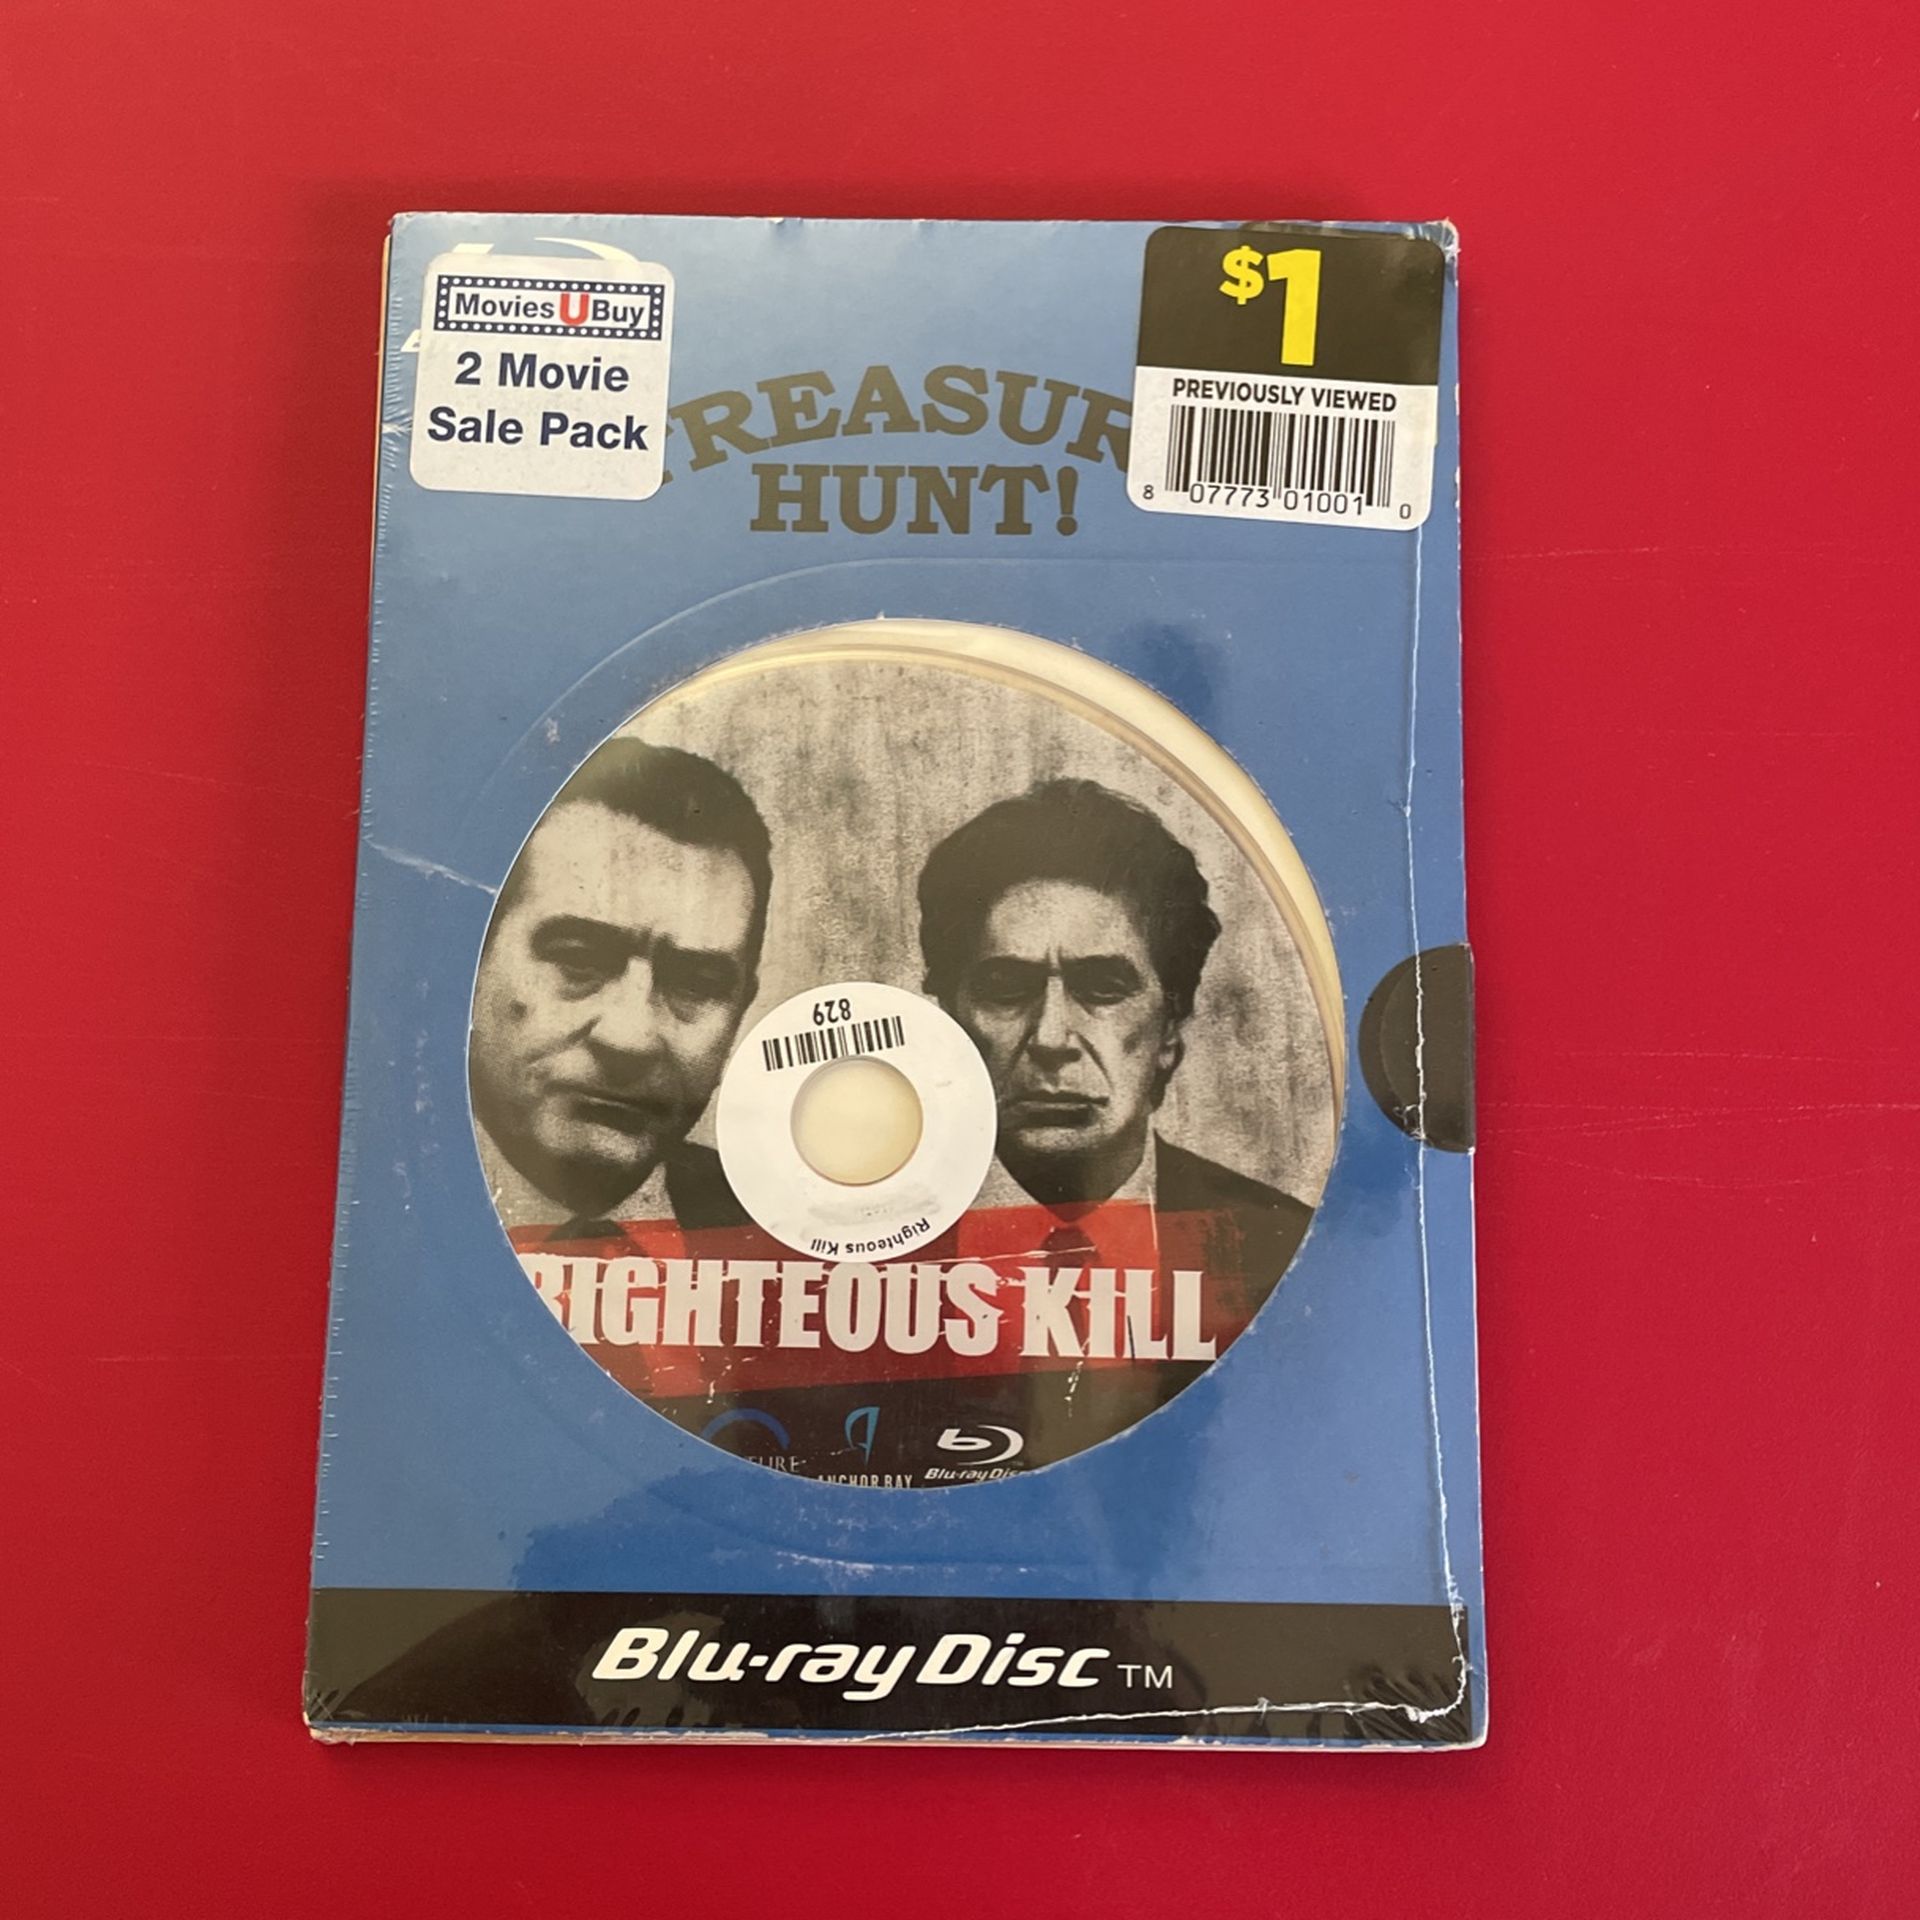 Movies U Buy
2 Movie
Sale Pack
$1
PREVIOUSLY VIEWED
8 07773 01001 0
TREASUR
HUNT!
829
Righteous Kill
RIGHTEOUS KILL
ANCHOR BAY
Blu-ray Disc
Blu-ray Disc TM